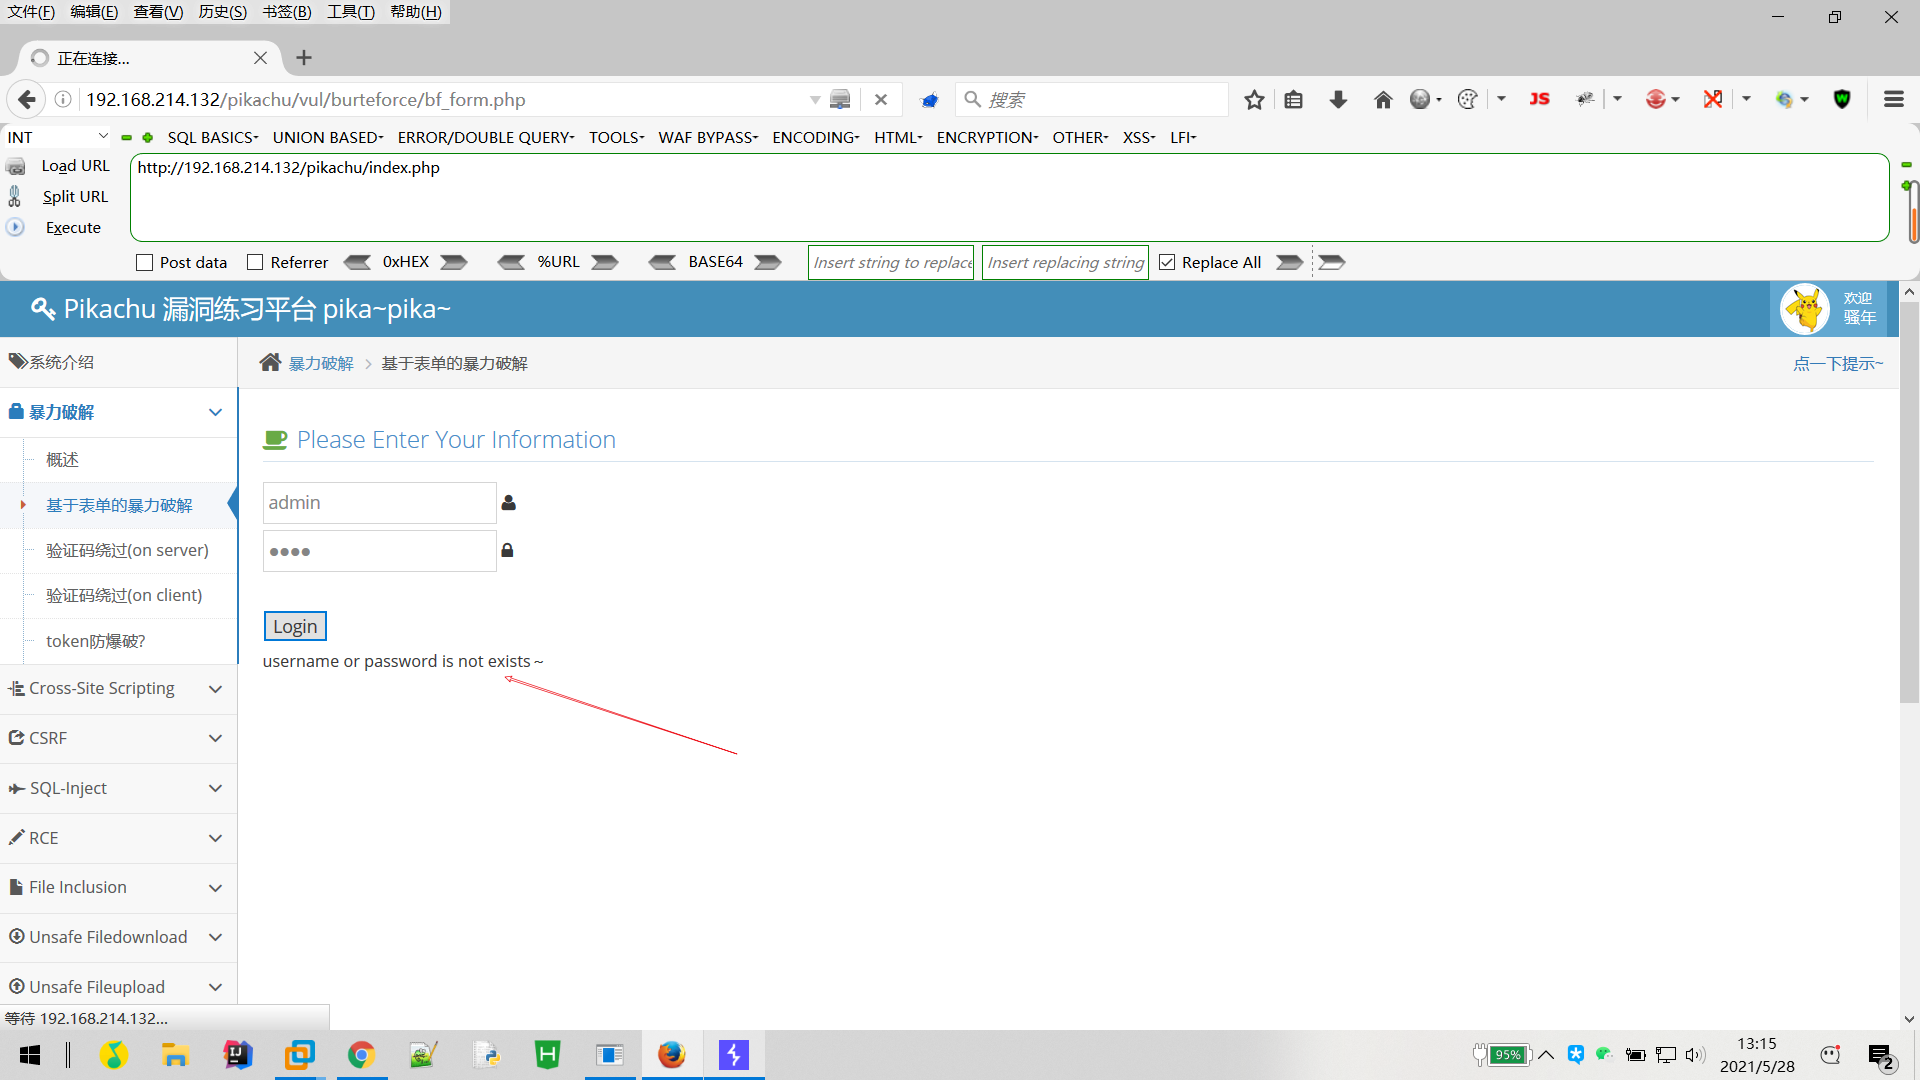 文件(F) 编辑(E) 查看(V) 历史(S) 书签(B) 工具(T) 帮助(H)
正在连接...
192.168.214.132/pikachu/vul/burteforce/bf_form.php
搜索
JS
INT SQL BASICS UNION BASED ERROR/DOUBLE QUERY TOOLS WAF BYPASS ENCODING HTML ENCRYPTION OTHER XSS LFI
Load URL
http://192.168.214.132/pikachu/index.php
Split URL
Execute
Post data Referrer 0xHEX %URL BASE64 Insert string to replace Insert replacing string Replace All
Pikachu 漏洞练习平台 pika~pika~
欢迎
骚年
系统介绍
暴力破解 基于表单的暴力破解
点一下提示~
暴力破解
概述
基于表单的暴力破解
验证码绕过(on server)
验证码绕过(on client)
token防爆破?
Cross-Site Scripting
CSRF
SQL-Inject
RCE
File Inclusion
Unsafe Filedownload
Unsafe Fileupload
Please Enter Your Information
admin
Login
username or password is not exists～
等待 192.168.214.132...
95%
13:15
2021/5/28
2